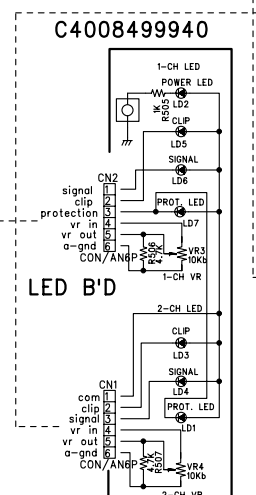 C4008499940
1-CH LED
POWER LED
1K
R505
LD2
CLIP
LD5
SIGNAL
LD6
CN2
signal 1
clip 2
protection 3
vr in 4
vr out 5
a-gnd 6
CON/AN6P
PROT. LED
LD7
R506
4.7K
VR3
10Kb
1-CH VR
LED B'D
2-CH LED
CLIP
LD3
SIGNAL
LD4
PROT. LED
LD1
CN1
com 1
clip 2
signal 3
vr in 4
vr out 5
a-gnd 6
CON/AN6P
4.7K
R507
VR4
10Kb
2-CH VR